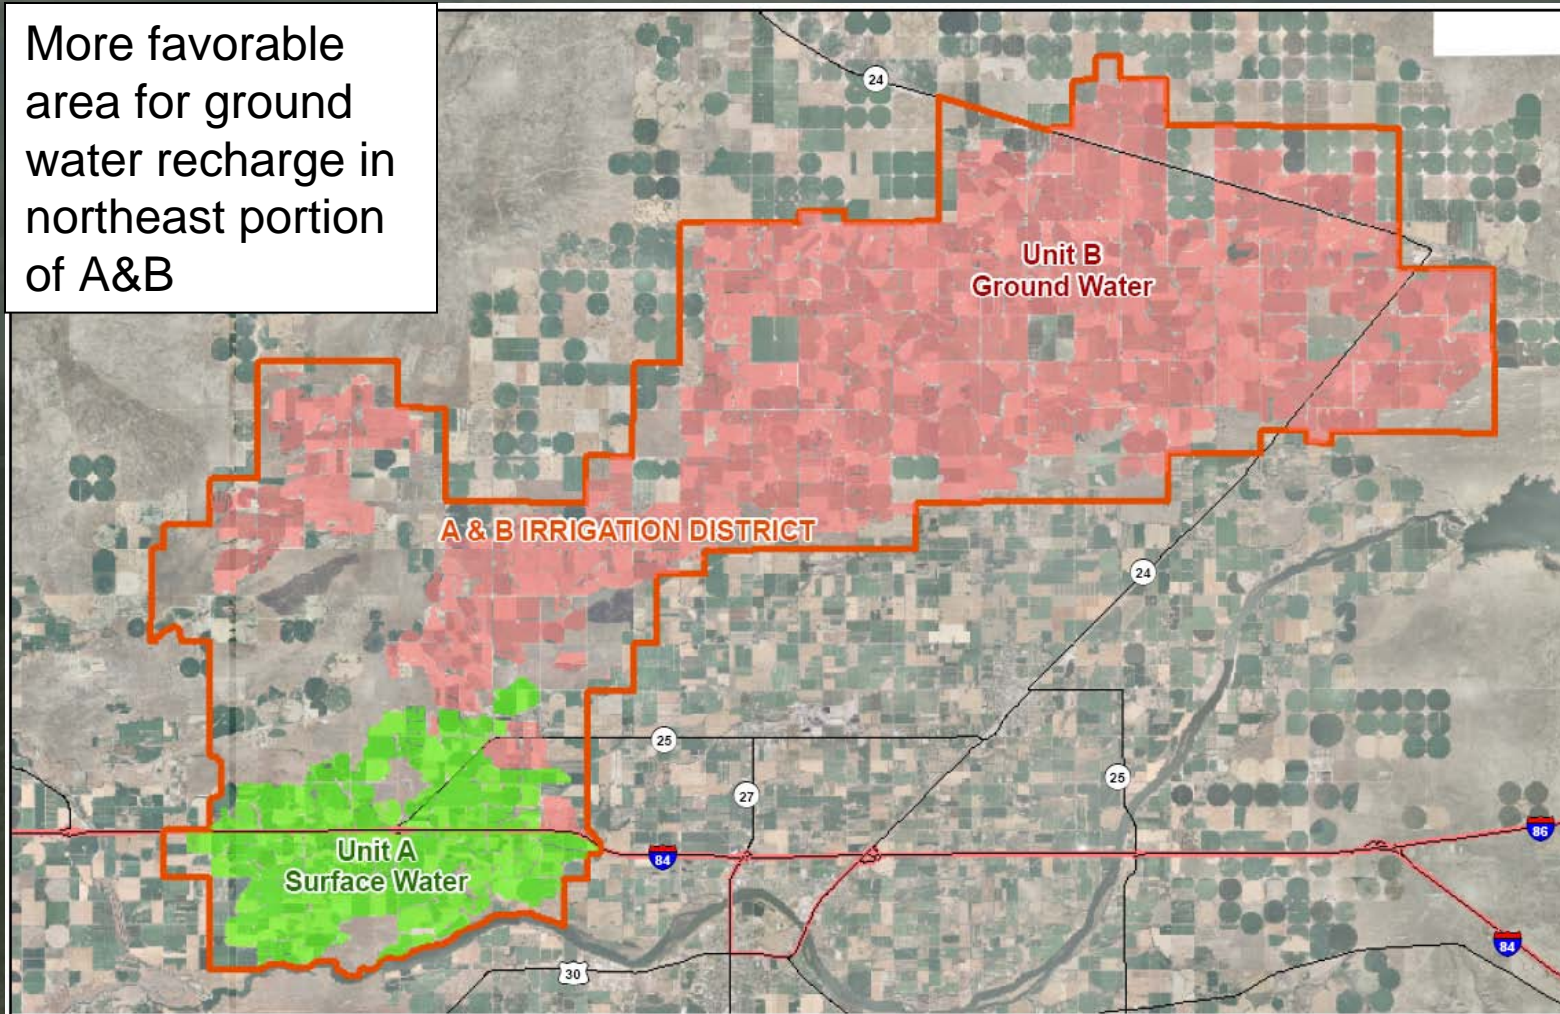 More favorable
area for ground
water recharge in
northeast portion
of A&B
24
Unit B
Ground Water
A & B IRRIGATION DISTRICT
24
25
27
25
86
84
Unit A
Surface Water
84
30